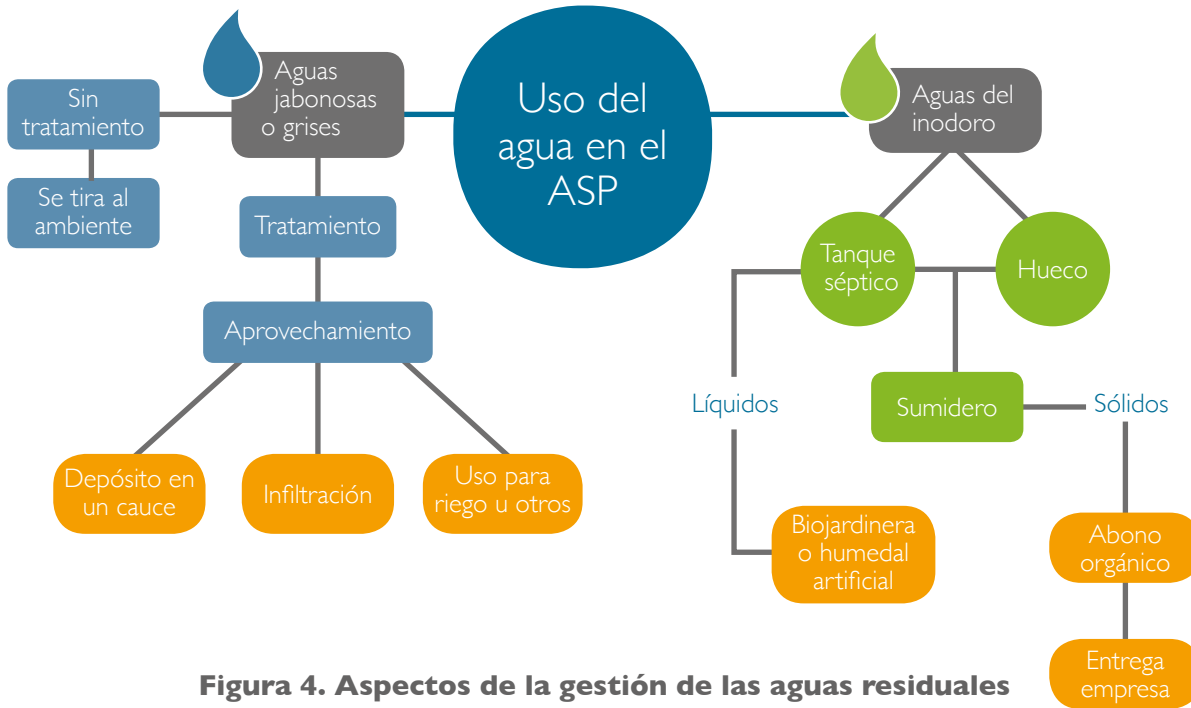 Uso del
agua en el
ASP
Aguas
jabonosas
o grises
Sin
tratamiento
Se tira al
ambiente
Tratamiento
Aprovechamiento
Depósito en
un cauce
Infiltración
Uso para
riego u otros
Aguas del
inodoro
Tanque
séptico
Hueco
Líquidos
Sumidero
Sólidos
Biojardinera
o humedal
artificial
Abono
orgánico
Entrega
empresa
Figura 4. Aspectos de la gestión de las aguas residuales